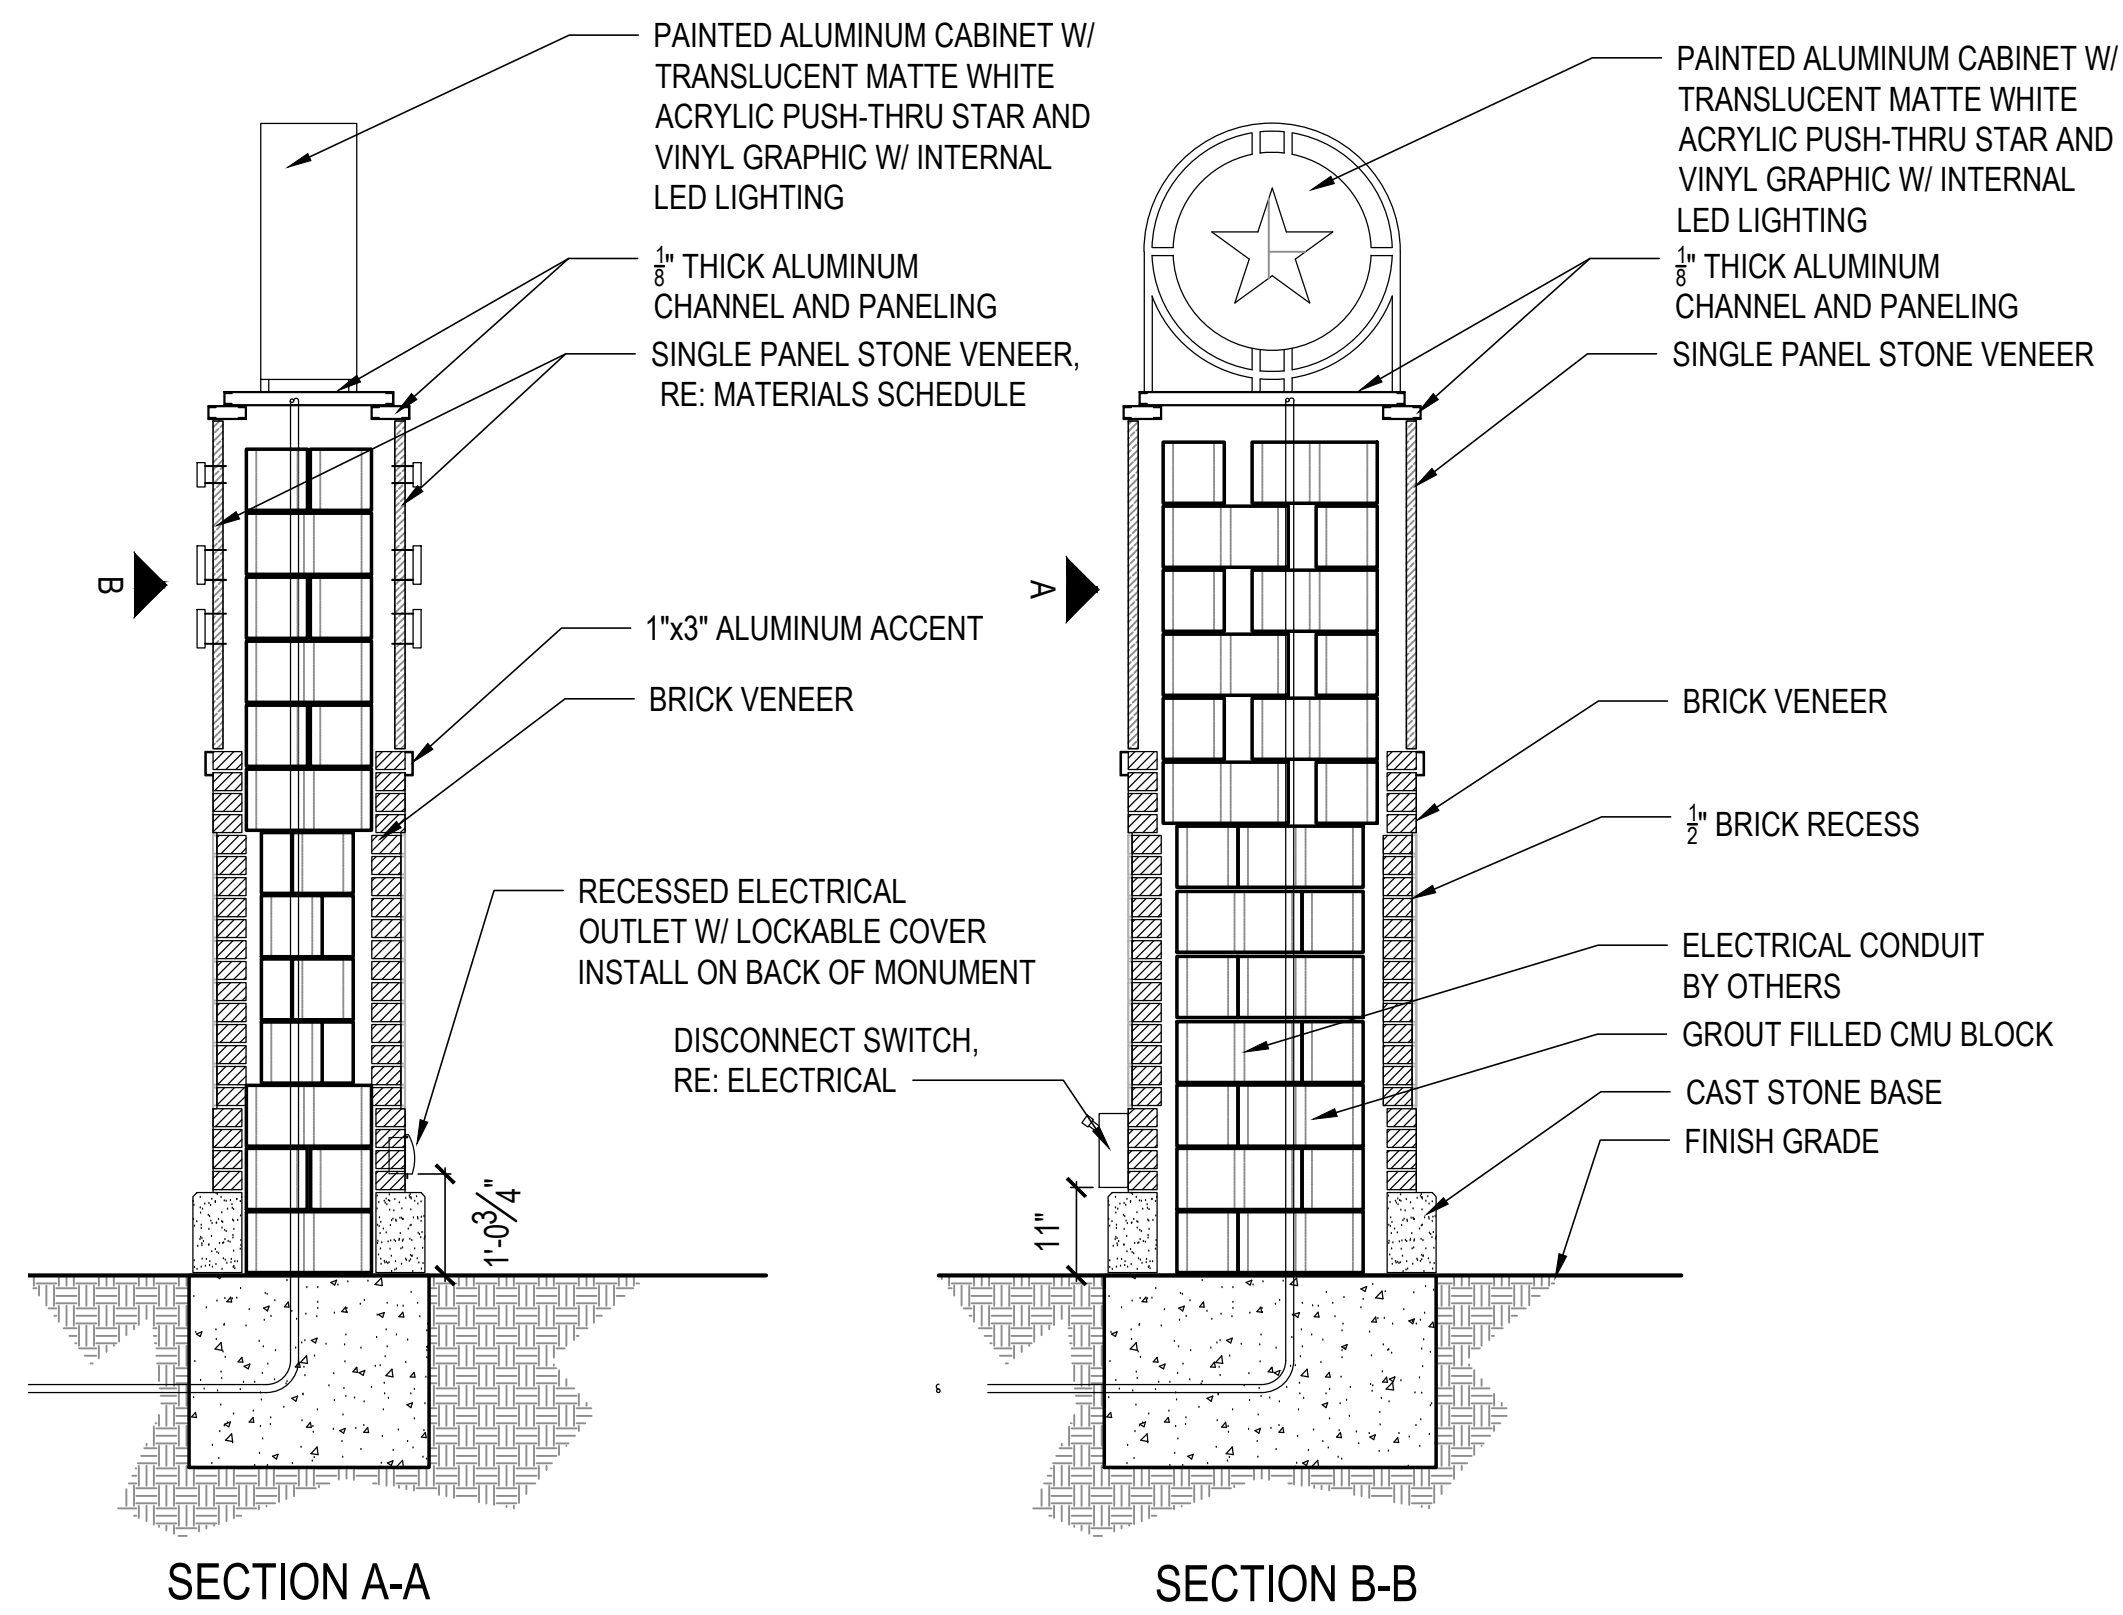 PAINTED ALUMINUM CABINET W/
TRANSLUCENT MATTE WHITE
ACRYLIC PUSH-THRU STAR AND
VINYL GRAPHIC W/ INTERNAL
LED LIGHTING
1/8" THICK ALUMINUM
CHANNEL AND PANELING
SINGLE PANEL STONE VENEER,
RE: MATERIALS SCHEDULE
B
1"x3" ALUMINUM ACCENT
BRICK VENEER
RECESSED ELECTRICAL
OUTLET W/ LOCKABLE COVER
INSTALL ON BACK OF MONUMENT
1'-0 3/4"
SECTION A-A
PAINTED ALUMINUM CABINET W/
TRANSLUCENT MATTE WHITE
ACRYLIC PUSH-THRU STAR AND
VINYL GRAPHIC W/ INTERNAL
LED LIGHTING
1/8" THICK ALUMINUM
CHANNEL AND PANELING
SINGLE PANEL STONE VENEER
A
BRICK VENEER
1/2" BRICK RECESS
ELECTRICAL CONDUIT
BY OTHERS
GROUT FILLED CMU BLOCK
CAST STONE BASE
FINISH GRADE
DISCONNECT SWITCH,
RE: ELECTRICAL
11"
SECTION B-B